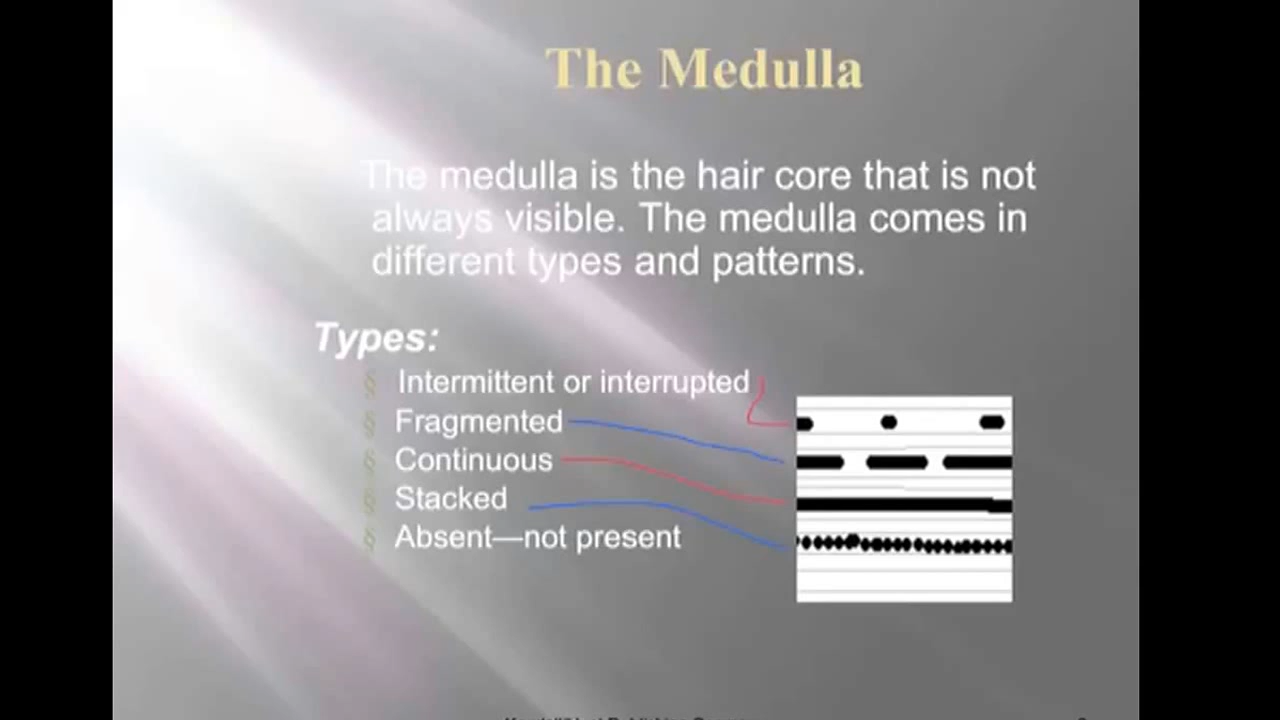 The Medulla
The medulla is the hair core that is not
always visible. The medulla comes in
different types and patterns.
Types:
§ Intermittent or interrupted
§ Fragmented
§ Continuous
§ Stacked
§ Absent—not present